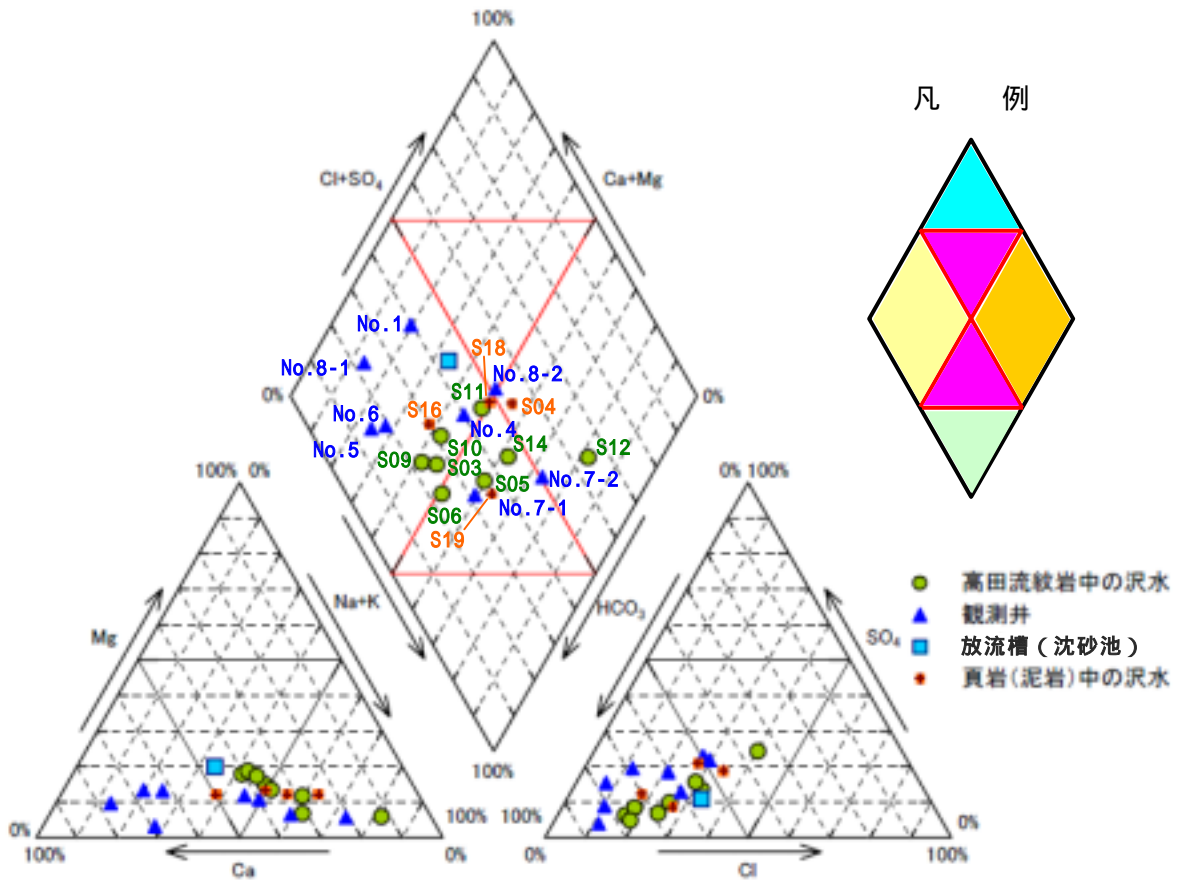 100%
凡 例
Cl+SO₄
Ca+Mg
No.1
S18
No.8-1
No.8-2
0%
S11
S04
0%
No.6
S16
No.4
No.5
S10
S14
S12
S09
S03
100% 0%
S05
No.7-2
0% 100%
S06
No.7-1
S19
Na+K
HCO₃
Mg
SO₄
高田流紋岩中の沢水
観測井
放流槽(沈砂池)
頁岩(泥岩)中の沢水
100%
0%
100% 100%
0%
100%
0% 0%
100%
Ca
Cl